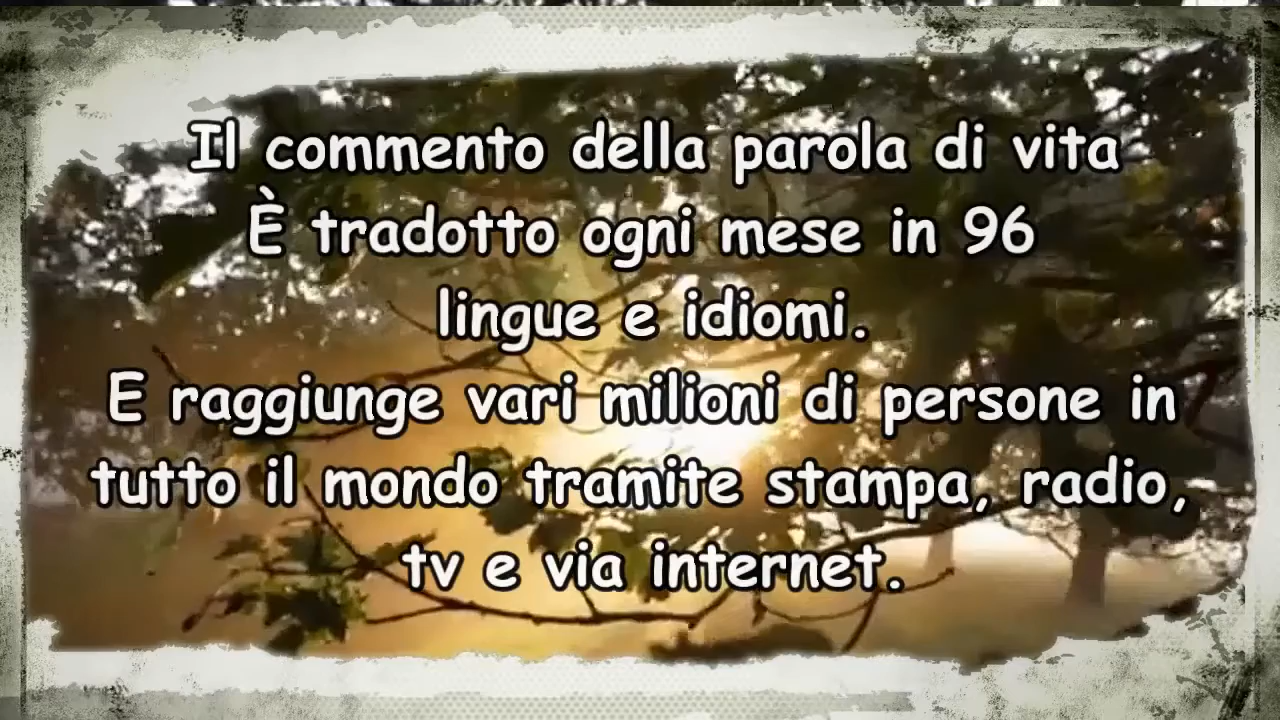 Il commento della parola di vita
È tradotto ogni mese in 96
lingue e idiomi.
E raggiunge vari milioni di persone in
tutto il mondo tramite stampa, radio,
tv e via internet.